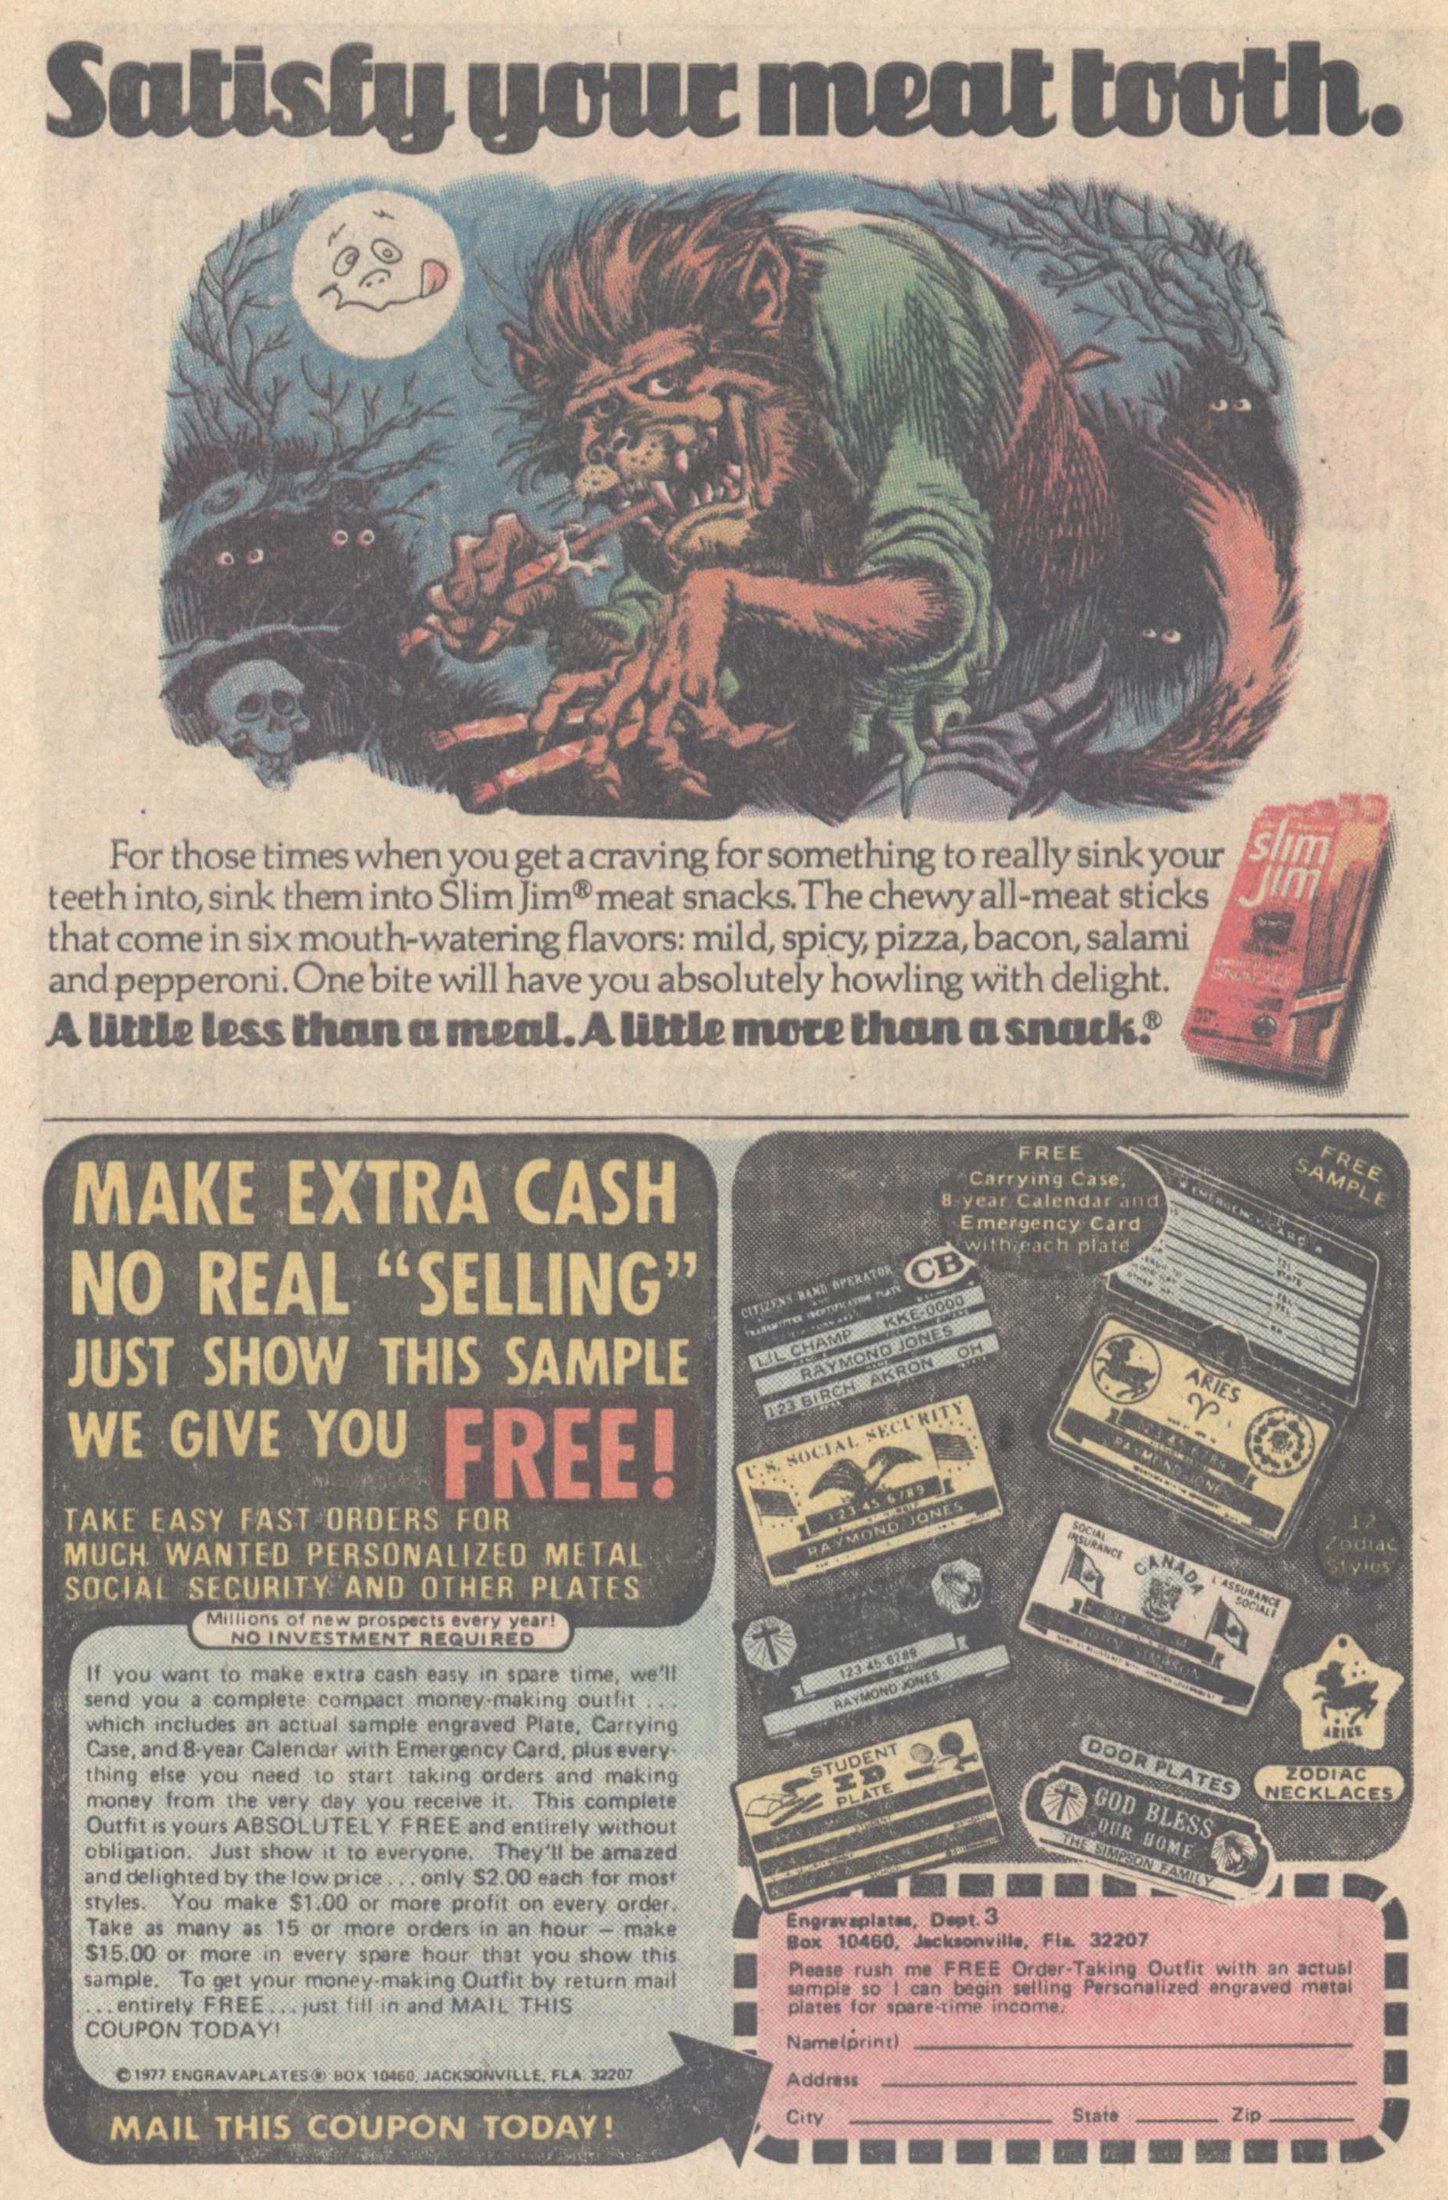 Satisfy your meat tooth.
For those times when you get a craving for something to really sink your
teeth into, sink them into Slim Jim® meat snacks. The chewy all-meat sticks
that come in six mouth-watering flavors: mild, spicy, pizza, bacon, salami
and pepperoni. One bite will have you absolutely howling with delight.
A little less than a meal. A little more than a snack.®
slim
jim
MAKE EXTRA CASH
NO REAL "SELLING"
JUST SHOW THIS SAMPLE
WE GIVE YOU FREE!
TAKE EASY FAST ORDERS FOR
MUCH WANTED PERSONALIZED METAL
SOCIAL SECURITY AND OTHER PLATES
Millions of new prospects every year!
NO INVESTMENT REQUIRED
If you want to make extra cash easy in spare time, we'll
send you a complete compact money-making outfit ...
which includes an actual sample engraved Plate, Carrying
Case, and 8-year Calendar with Emergency Card, plus every-
thing else you need to start taking orders and making
money from the very day you receive it. This complete
Outfit is yours ABSOLUTELY FREE and entirely without
obligation. Just show it to everyone. They'll be amazed
and delighted by the low price ... only $2.00 each for most
styles. You make $1.00 or more profit on every order.
Take as many as 15 or more orders in an hour — make
$15.00 or more in every spare hour that you show this
sample. To get your money-making Outfit by return mail
... entirely FREE ... just fill in and MAIL THIS
COUPON TODAY!
©1977 ENGRAVAPLATES® BOX 10460, JACKSONVILLE, FLA. 32207
MAIL THIS COUPON TODAY!
FREE
Carrying Case,
8-year Calendar and
Emergency Card
with each plate
FREE
SAMPLE
EMERGENCY CARD
CITIZENS BAND OPERATOR CB
TRANSMITTER IDENTIFICATION PLATE
LIL CHAMP KKE-0000
RAYMOND JONES
123 BIRCH AKRON OH
ARIES
123 45 6789
RAYMOND JONE
U.S. SOCIAL SECURITY
123 45 6789
RAYMOND JONES
12
Zodiac
Styles
SOCIAL
INSURANCE
CANADA
L'ASSURANCE
SOCIALE
JOHN SIMPSON
123 45 6789
RAYMOND JONES
ARIES
STUDENT
ID
PLATE
DOOR PLATES
GOD BLESS
OUR HOME
THE SIMPSON FAMILY
ZODIAC
NECKLACES
Engravaplates, Dept. 3
Box 10460, Jacksonville, Fla. 32207
Please rush me FREE Order-Taking Outfit with an actual
sample so I can begin selling Personalized engraved metal
plates for spare-time income.
Name(print)
Address
City State Zip